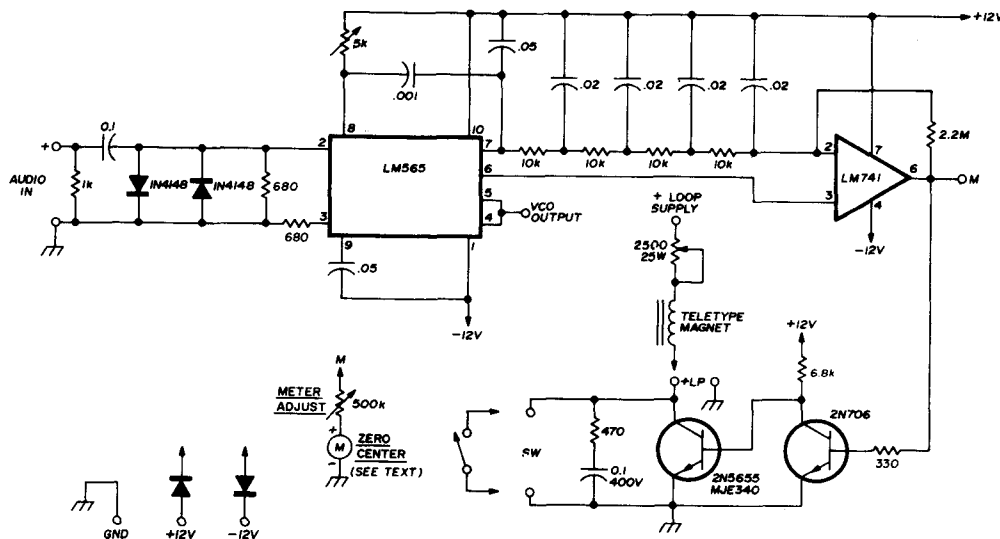 +12V
5k
.05
.001
.02
.02
.02
.02
8
10
0.1
2.2M
+
2
LM565
7
10k
10k
10k
10k
2
7
AUDIO IN
1k
1N4148
1N4148
680
6
LM741
6
M
5
4
VCO OUTPUT
3
4
680
3
9
1
-12V
.05
+ LOOP SUPPLY
2500
25W
TELETYPE MAGNET
-12V
+12V
M
6.8k
METER ADJUST
500k
+LP
2N706
+
M
-
ZERO CENTER
(SEE TEXT)
SW
470
0.1
400V
2N5655
MJE340
330
GND
+12V
-12V